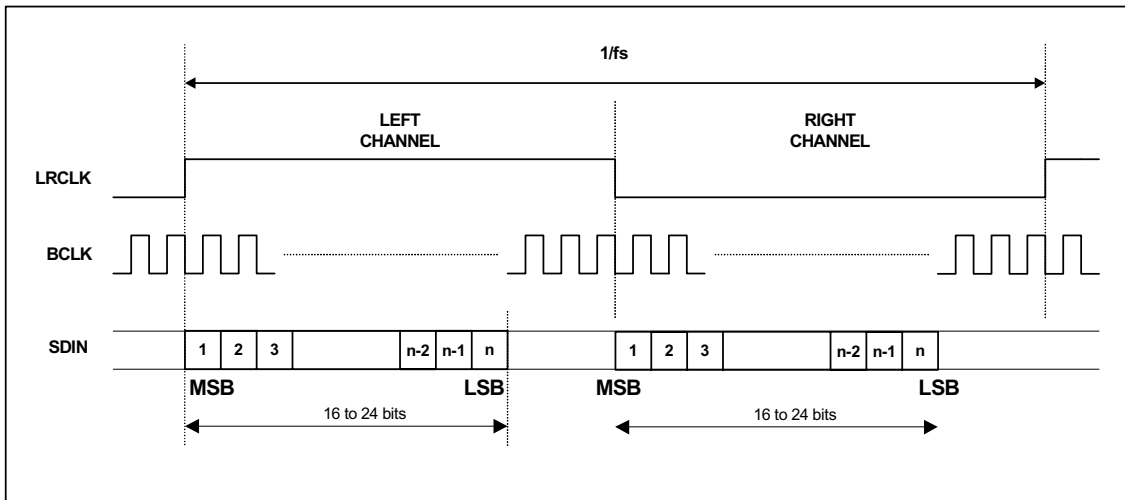 1/fs
LEFT
CHANNEL
RIGHT
CHANNEL
LRCLK
BCLK
SDIN
1 2 3 n-2 n-1 n 1 2 3 n-2 n-1 n
MSB LSB MSB LSB
16 to 24 bits 16 to 24 bits